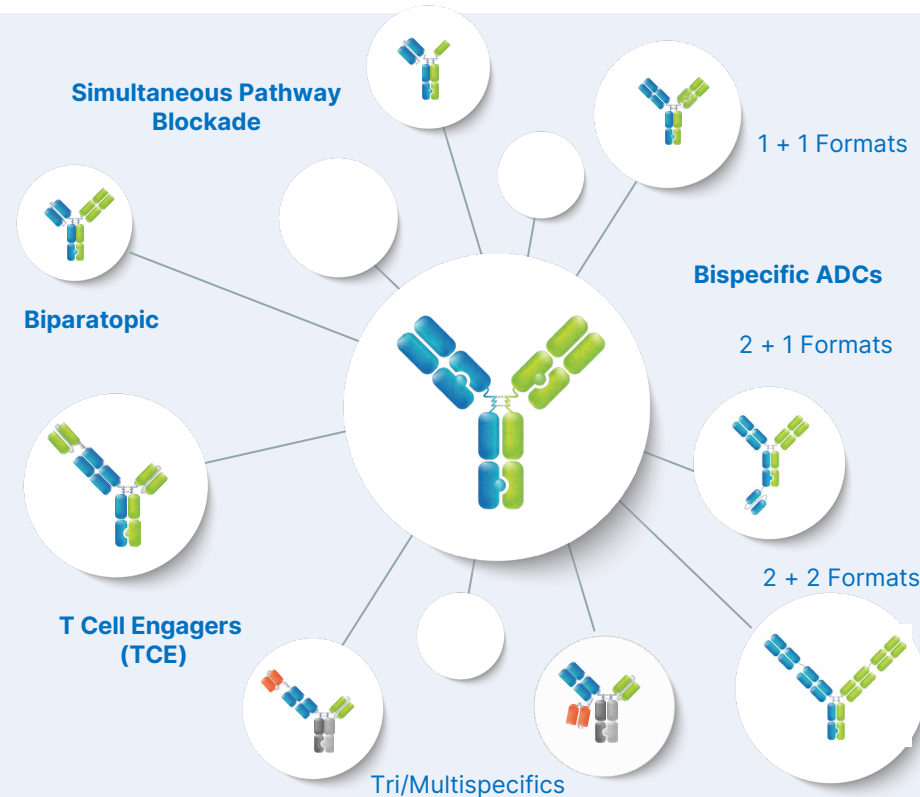 Simultaneous Pathway
Blockade
1 + 1 Formats
Bispecific ADCs
Biparatopic
2 + 1 Formats
2 + 2 Formats
T Cell Engagers
(TCE)
Tri/Multispecifics